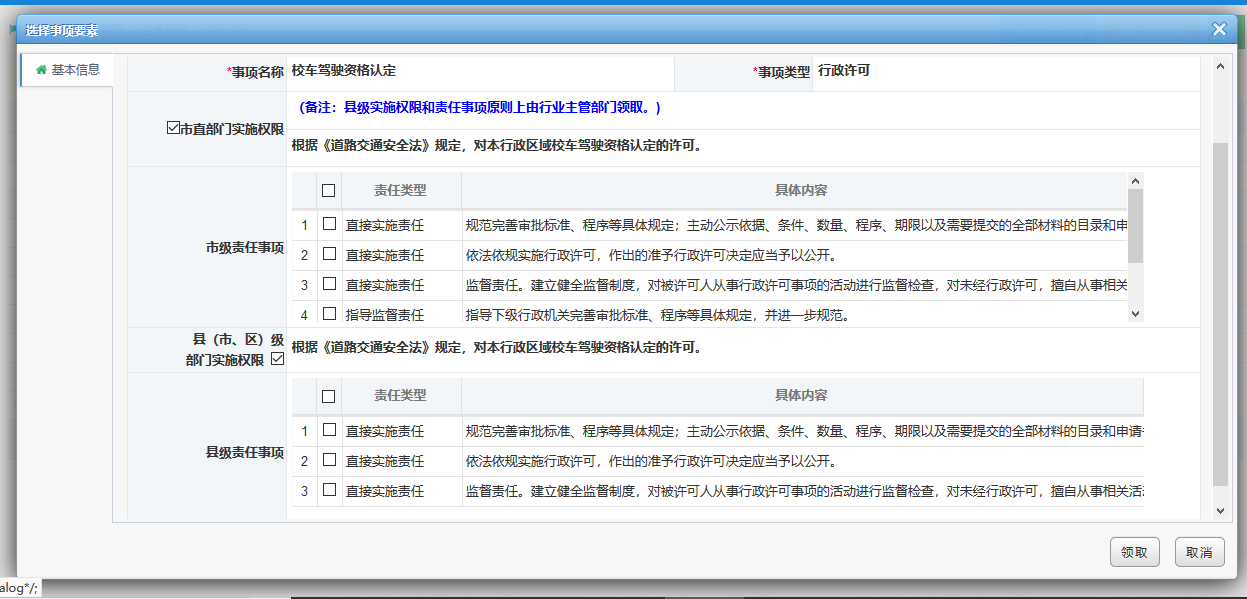 选择事项要素
基本信息
*事项名称 校车驾驶资格认定 *事项类型 行政许可
(备注：县级实施权限和责任事项原则上由行业主管部门领取。)
市直部门实施权限
根据《道路交通安全法》规定，对本行政区域校车驾驶资格认定的许可。
责任类型 具体内容
1 直接实施责任 规范完善审批标准、程序等具体规定；主动公示依据、条件、数量、程序、期限以及需要提交的全部材料的目录和申
市级责任事项
2 直接实施责任 依法依规实施行政许可，作出的准予行政许可决定应当予以公开。
3 直接实施责任 监督责任。建立健全监督制度，对被许可人从事行政许可事项的活动进行监督检查，对未经行政许可，擅自从事相关
4 指导监督责任 指导下级行政机关完善审批标准、程序等具体规定，并进一步规范。
县（市、区）级
部门实施权限
根据《道路交通安全法》规定，对本行政区域校车驾驶资格认定的许可。
责任类型 具体内容
1 直接实施责任 规范完善审批标准、程序等具体规定；主动公示依据、条件、数量、程序、期限以及需要提交的全部材料的目录和申请
县级责任事项
2 直接实施责任 依法依规实施行政许可，作出的准予行政许可决定应当予以公开。
3 直接实施责任 监督责任。建立健全监督制度，对被许可人从事行政许可事项的活动进行监督检查，对未经行政许可，擅自从事相关活
领取 取消
alog*/;